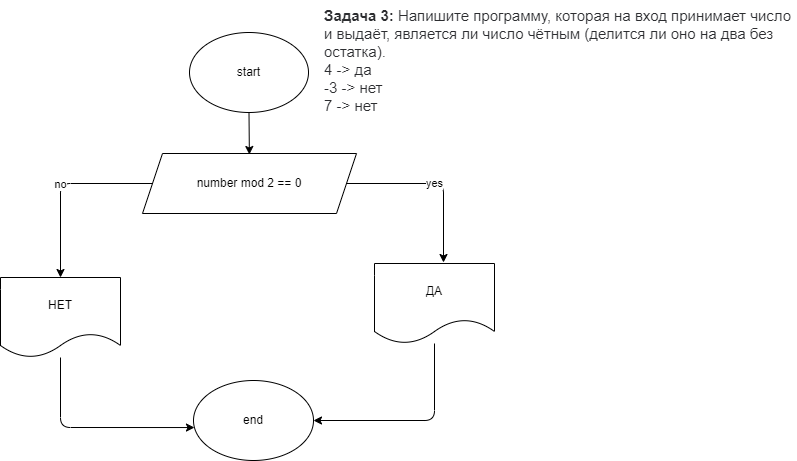 Задача 3: Напишите программу, которая на вход принимает число
и выдаёт, является ли число чётным (делится ли оно на два без
остатка).
4 -> да
-3 -> нет
7 -> нет
start
number mod 2 == 0
no
yes
НЕТ
ДА
end